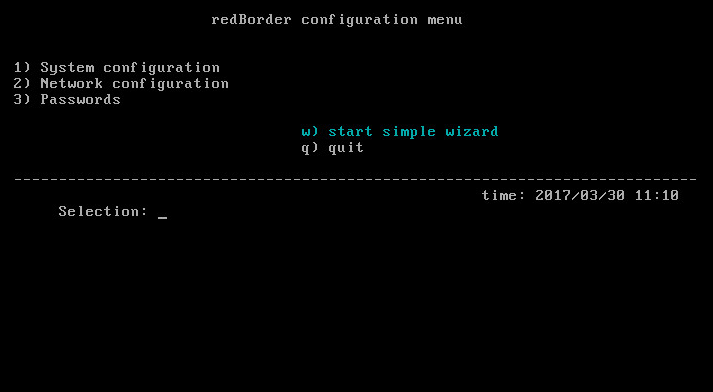 redBorder configuration menu
1) System configuration
2) Network configuration
3) Passwords
w) start simple wizard
q) quit
--------------------------------------------------------------------------
time: 2017/03/30 11:10
Selection: _